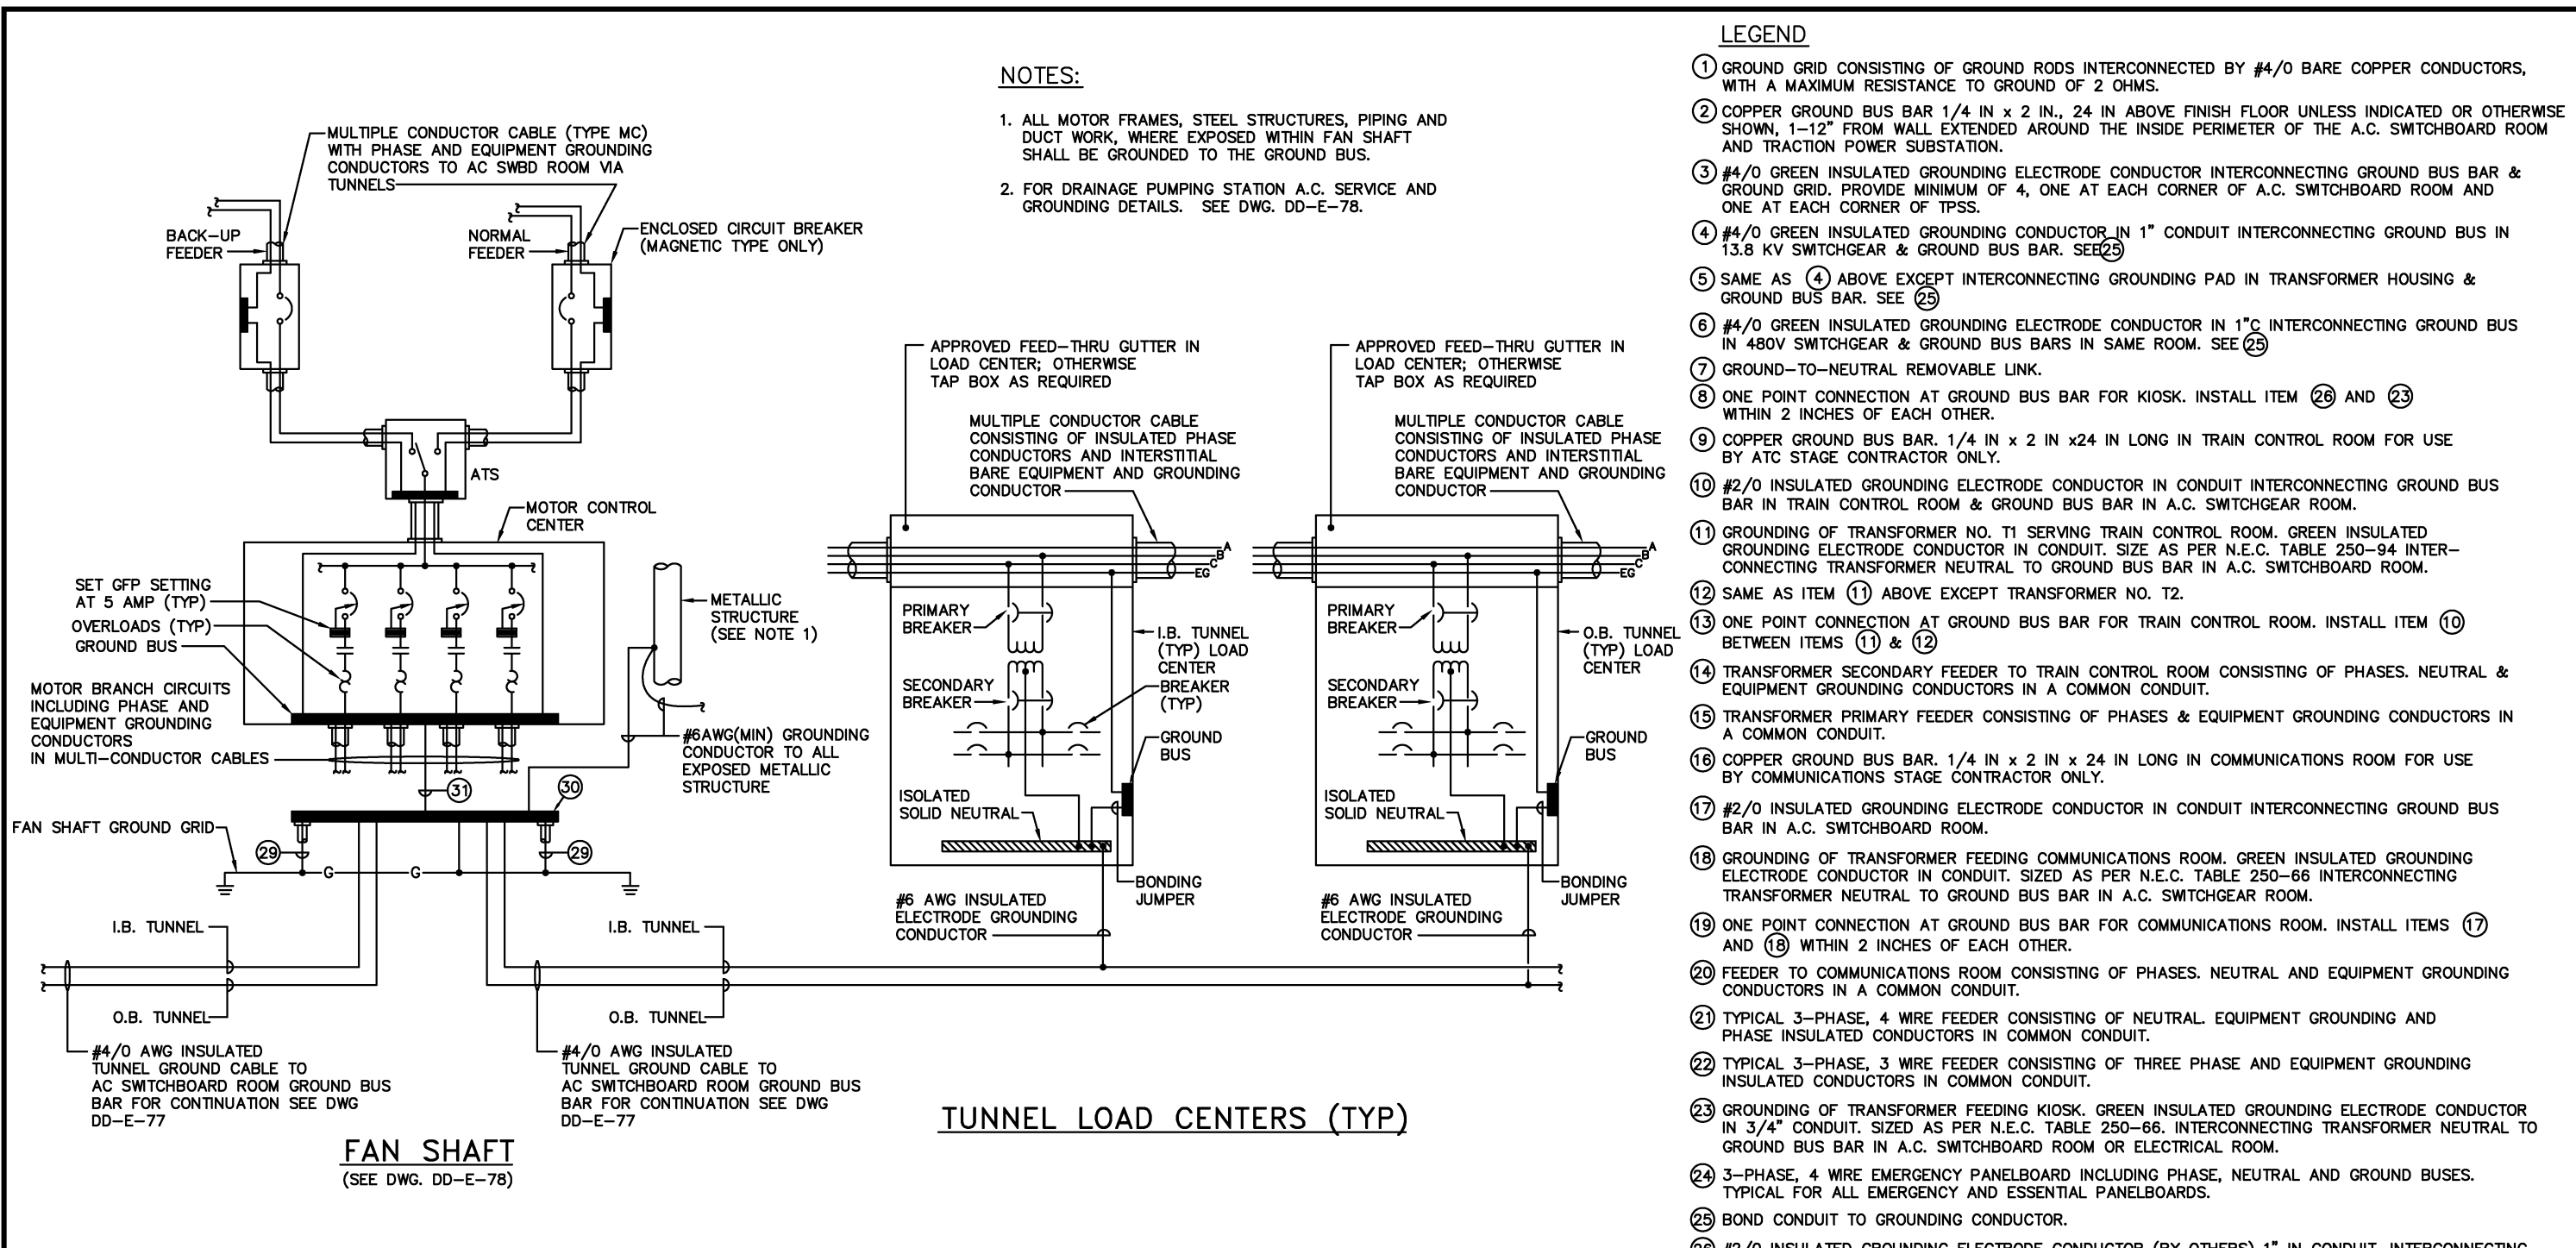 MULTIPLE CONDUCTOR CABLE (TYPE MC)
WITH PHASE AND EQUIPMENT GROUNDING
CONDUCTORS TO AC SWBD ROOM VIA
TUNNELS
BACK-UP
FEEDER
NORMAL
FEEDER
ENCLOSED CIRCUIT BREAKER
(MAGNETIC TYPE ONLY)
ATS
MOTOR CONTROL
CENTER
SET GFP SETTING
AT 5 AMP (TYP)
OVERLOADS (TYP)
GROUND BUS
MOTOR BRANCH CIRCUITS
INCLUDING PHASE AND
EQUIPMENT GROUNDING
CONDUCTORS
IN MULTI-CONDUCTOR CABLES
METALLIC
STRUCTURE
(SEE NOTE 1)
#6AWG(MIN) GROUNDING
CONDUCTOR TO ALL
EXPOSED METALLIC
STRUCTURE
31
30
FAN SHAFT GROUND GRID
29
29
G
G
I.B. TUNNEL
O.B. TUNNEL
I.B. TUNNEL
O.B. TUNNEL
#4/0 AWG INSULATED
TUNNEL GROUND CABLE TO
AC SWITCHBOARD ROOM GROUND BUS
BAR FOR CONTINUATION SEE DWG
DD-E-77
#4/0 AWG INSULATED
TUNNEL GROUND CABLE TO
AC SWITCHBOARD ROOM GROUND BUS
BAR FOR CONTINUATION SEE DWG
DD-E-77
FAN SHAFT
(SEE DWG. DD-E-78)
NOTES:
1. ALL MOTOR FRAMES, STEEL STRUCTURES, PIPING AND
DUCT WORK, WHERE EXPOSED WITHIN FAN SHAFT
SHALL BE GROUNDED TO THE GROUND BUS.
2. FOR DRAINAGE PUMPING STATION A.C. SERVICE AND
GROUNDING DETAILS. SEE DWG. DD-E-78.
APPROVED FEED-THRU GUTTER IN
LOAD CENTER; OTHERWISE
TAP BOX AS REQUIRED
MULTIPLE CONDUCTOR CABLE
CONSISTING OF INSULATED PHASE
CONDUCTORS AND INTERSTITIAL
BARE EQUIPMENT AND GROUNDING
CONDUCTOR
A
B
C
EG
PRIMARY
BREAKER
I.B. TUNNEL
(TYP) LOAD
CENTER
SECONDARY
BREAKER
BREAKER
(TYP)
GROUND
BUS
ISOLATED
SOLID NEUTRAL
BONDING
JUMPER
#6 AWG INSULATED
ELECTRODE GROUNDING
CONDUCTOR
APPROVED FEED-THRU GUTTER IN
LOAD CENTER; OTHERWISE
TAP BOX AS REQUIRED
MULTIPLE CONDUCTOR CABLE
CONSISTING OF INSULATED PHASE
CONDUCTORS AND INTERSTITIAL
BARE EQUIPMENT AND GROUNDING
CONDUCTOR
A
B
C
EG
PRIMARY
BREAKER
O.B. TUNNEL
(TYP) LOAD
CENTER
SECONDARY
BREAKER
GROUND
BUS
ISOLATED
SOLID NEUTRAL
BONDING
JUMPER
#6 AWG INSULATED
ELECTRODE GROUNDING
CONDUCTOR
TUNNEL LOAD CENTERS (TYP)
LEGEND
1 GROUND GRID CONSISTING OF GROUND RODS INTERCONNECTED BY #4/0 BARE COPPER CONDUCTORS,
WITH A MAXIMUM RESISTANCE TO GROUND OF 2 OHMS.
2 COPPER GROUND BUS BAR 1/4 IN x 2 IN., 24 IN ABOVE FINISH FLOOR UNLESS INDICATED OR OTHERWISE
SHOWN, 1-12" FROM WALL EXTENDED AROUND THE INSIDE PERIMETER OF THE A.C. SWITCHBOARD ROOM
AND TRACTION POWER SUBSTATION.
3 #4/0 GREEN INSULATED GROUNDING ELECTRODE CONDUCTOR INTERCONNECTING GROUND BUS BAR &
GROUND GRID. PROVIDE MINIMUM OF 4, ONE AT EACH CORNER OF A.C. SWITCHBOARD ROOM AND
ONE AT EACH CORNER OF TPSS.
4 #4/0 GREEN INSULATED GROUNDING CONDUCTOR IN 1" CONDUIT INTERCONNECTING GROUND BUS IN
13.8 KV SWITCHGEAR & GROUND BUS BAR. SEE 25
5 SAME AS 4 ABOVE EXCEPT INTERCONNECTING GROUNDING PAD IN TRANSFORMER HOUSING &
GROUND BUS BAR. SEE 25
6 #4/0 GREEN INSULATED GROUNDING ELECTRODE CONDUCTOR IN 1"C INTERCONNECTING GROUND BUS
IN 480V SWITCHGEAR & GROUND BUS BARS IN SAME ROOM. SEE 25
7 GROUND-TO-NEUTRAL REMOVABLE LINK.
8 ONE POINT CONNECTION AT GROUND BUS BAR FOR KIOSK. INSTALL ITEM 26 AND 23
WITHIN 2 INCHES OF EACH OTHER.
9 COPPER GROUND BUS BAR. 1/4 IN x 2 IN x24 IN LONG IN TRAIN CONTROL ROOM FOR USE
BY ATC STAGE CONTRACTOR ONLY.
10 #2/0 INSULATED GROUNDING ELECTRODE CONDUCTOR IN CONDUIT INTERCONNECTING GROUND BUS
BAR IN TRAIN CONTROL ROOM & GROUND BUS BAR IN A.C. SWITCHGEAR ROOM.
11 GROUNDING OF TRANSFORMER NO. T1 SERVING TRAIN CONTROL ROOM. GREEN INSULATED
GROUNDING ELECTRODE CONDUCTOR IN CONDUIT. SIZE AS PER N.E.C. TABLE 250-94 INTER-
CONNECTING TRANSFORMER NEUTRAL TO GROUND BUS BAR IN A.C. SWITCHBOARD ROOM.
12 SAME AS ITEM 11 ABOVE EXCEPT TRANSFORMER NO. T2.
13 ONE POINT CONNECTION AT GROUND BUS BAR FOR TRAIN CONTROL ROOM. INSTALL ITEM 10
BETWEEN ITEMS 11 & 12
14 TRANSFORMER SECONDARY FEEDER TO TRAIN CONTROL ROOM CONSISTING OF PHASES. NEUTRAL &
EQUIPMENT GROUNDING CONDUCTORS IN A COMMON CONDUIT.
15 TRANSFORMER PRIMARY FEEDER CONSISTING OF PHASES & EQUIPMENT GROUNDING CONDUCTORS IN
A COMMON CONDUIT.
16 COPPER GROUND BUS BAR. 1/4 IN x 2 IN x 24 IN LONG IN COMMUNICATIONS ROOM FOR USE
BY COMMUNICATIONS STAGE CONTRACTOR ONLY.
17 #2/0 INSULATED GROUNDING ELECTRODE CONDUCTOR IN CONDUIT INTERCONNECTING GROUND BUS
BAR IN A.C. SWITCHBOARD ROOM.
18 GROUNDING OF TRANSFORMER FEEDING COMMUNICATIONS ROOM. GREEN INSULATED GROUNDING
ELECTRODE CONDUCTOR IN CONDUIT. SIZED AS PER N.E.C. TABLE 250-66 INTERCONNECTING
TRANSFORMER NEUTRAL TO GROUND BUS BAR IN A.C. SWITCHGEAR ROOM.
19 ONE POINT CONNECTION AT GROUND BUS BAR FOR COMMUNICATIONS ROOM. INSTALL ITEMS 17
AND 18 WITHIN 2 INCHES OF EACH OTHER.
20 FEEDER TO COMMUNICATIONS ROOM CONSISTING OF PHASES. NEUTRAL AND EQUIPMENT GROUNDING
CONDUCTORS IN A COMMON CONDUIT.
21 TYPICAL 3-PHASE, 4 WIRE FEEDER CONSISTING OF NEUTRAL. EQUIPMENT GROUNDING AND
PHASE INSULATED CONDUCTORS IN COMMON CONDUIT.
22 TYPICAL 3-PHASE, 3 WIRE FEEDER CONSISTING OF THREE PHASE AND EQUIPMENT GROUNDING
INSULATED CONDUCTORS IN COMMON CONDUIT.
23 GROUNDING OF TRANSFORMER FEEDING KIOSK. GREEN INSULATED GROUNDING ELECTRODE CONDUCTOR
IN 3/4" CONDUIT. SIZED AS PER N.E.C. TABLE 250-66. INTERCONNECTING TRANSFORMER NEUTRAL TO
GROUND BUS BAR IN A.C. SWITCHBOARD ROOM OR ELECTRICAL ROOM.
24 3-PHASE, 4 WIRE EMERGENCY PANELBOARD INCLUDING PHASE, NEUTRAL AND GROUND BUSES.
TYPICAL FOR ALL EMERGENCY AND ESSENTIAL PANELBOARDS.
25 BOND CONDUIT TO GROUNDING CONDUCTOR.
26 #2/0 INSULATED GROUNDING ELECTRODE CONDUCTOR (BY OTHERS) 1" IN CONDUIT. INTERCONNECTING